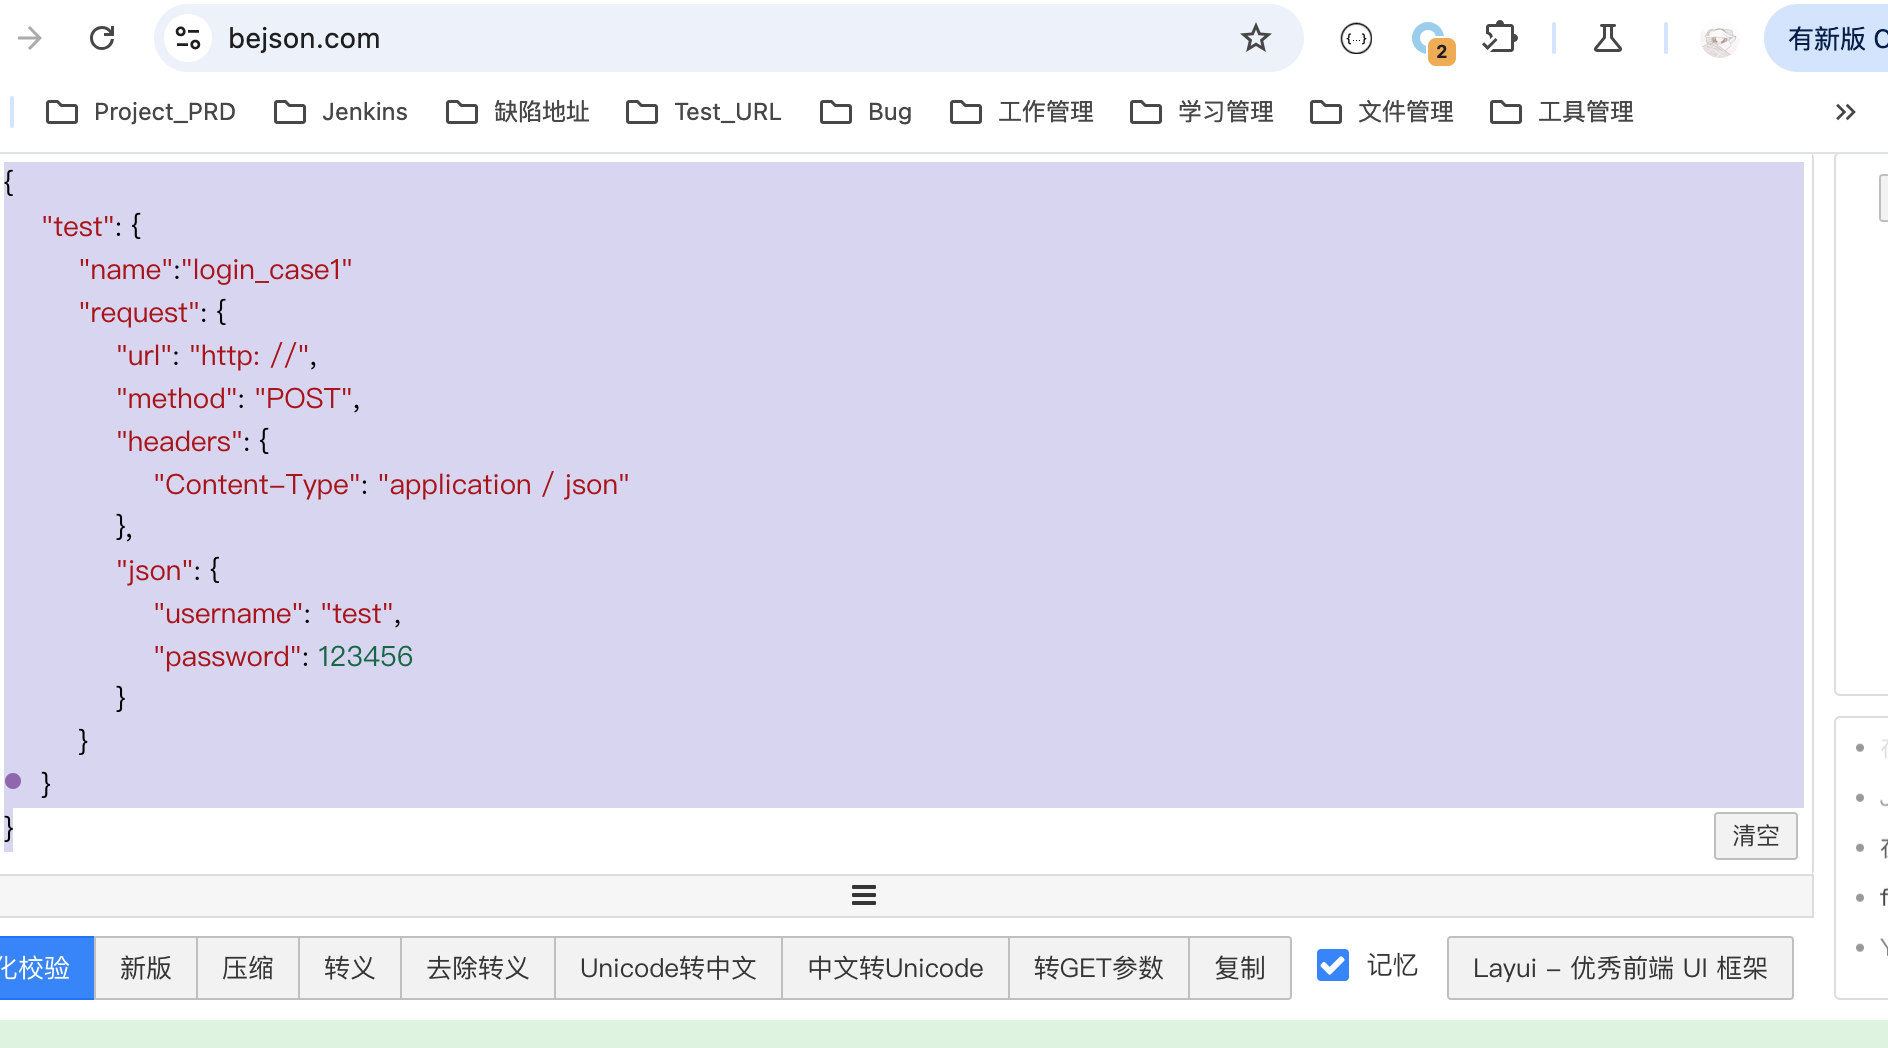 bejson.com
2
有新版 C
Project_PRD Jenkins 缺陷地址 Test_URL Bug 工作管理 学习管理 文件管理 工具管理
{
"test": {
"name":"login_case1"
"request": {
"url": "http: //",
"method": "POST",
"headers": {
"Content-Type": "application / json"
},
"json": {
"username": "test",
"password": 123456
}
}
}
}
清空
化校验 新版 压缩 转义 去除转义 Unicode转中文 中文转Unicode 转GET参数 复制 记忆 Layui - 优秀前端 UI 框架